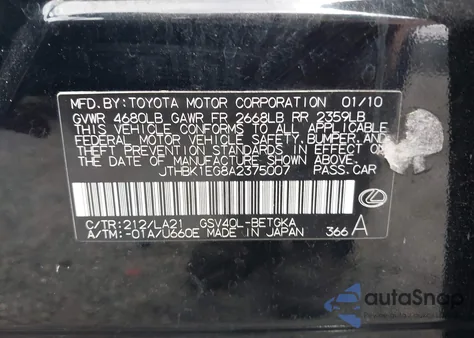 MFD.BY:TOYOTA MOTOR CORPORATION 01/10
GVWR 4680LB GAWR FR 2668LB RR 2359LB
THIS VEHICLE CONFORMS TO ALL APPLICABLE
FEDERAL MOTOR VEHICLE SAFETY, BUMPER, AND
THEFT PREVENTION STANDARDS IN EFFECT ON
THE DATE OF MANUFACTURE SHOWN ABOVE.
JTHBK1EG8A2375007 PASS.CAR
C/TR:212/LA21 GSV40L-BETGKA
A/TM:-01A/U660E MADE IN JAPAN 366 A
autoSnap